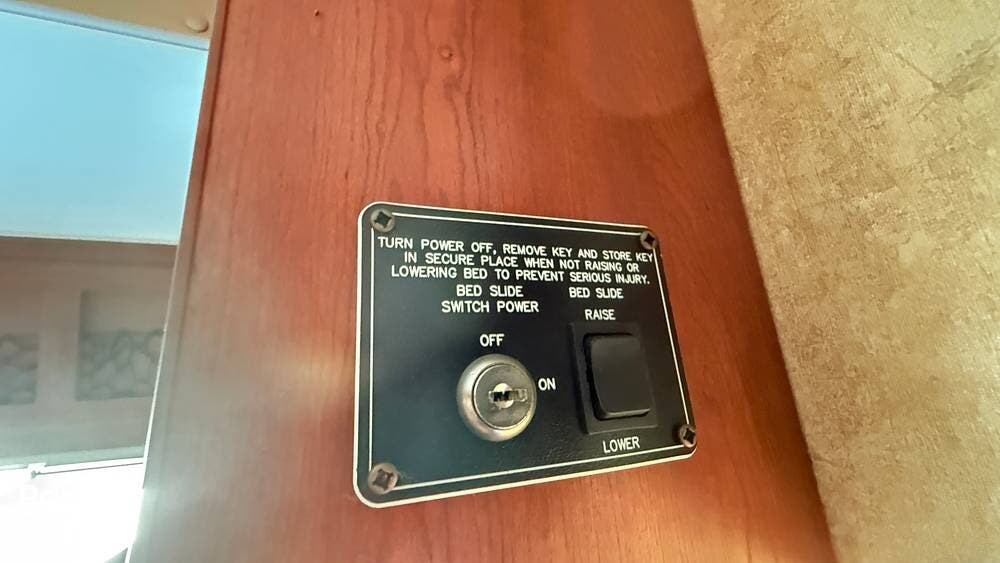 TURN POWER OFF, REMOVE KEY AND STORE KEY
IN SECURE PLACE WHEN NOT RAISING OR
LOWERING BED TO PREVENT SERIOUS INJURY.
BED SLIDE SWITCH POWER
BED SLIDE
RAISE
OFF
ON
LOWER